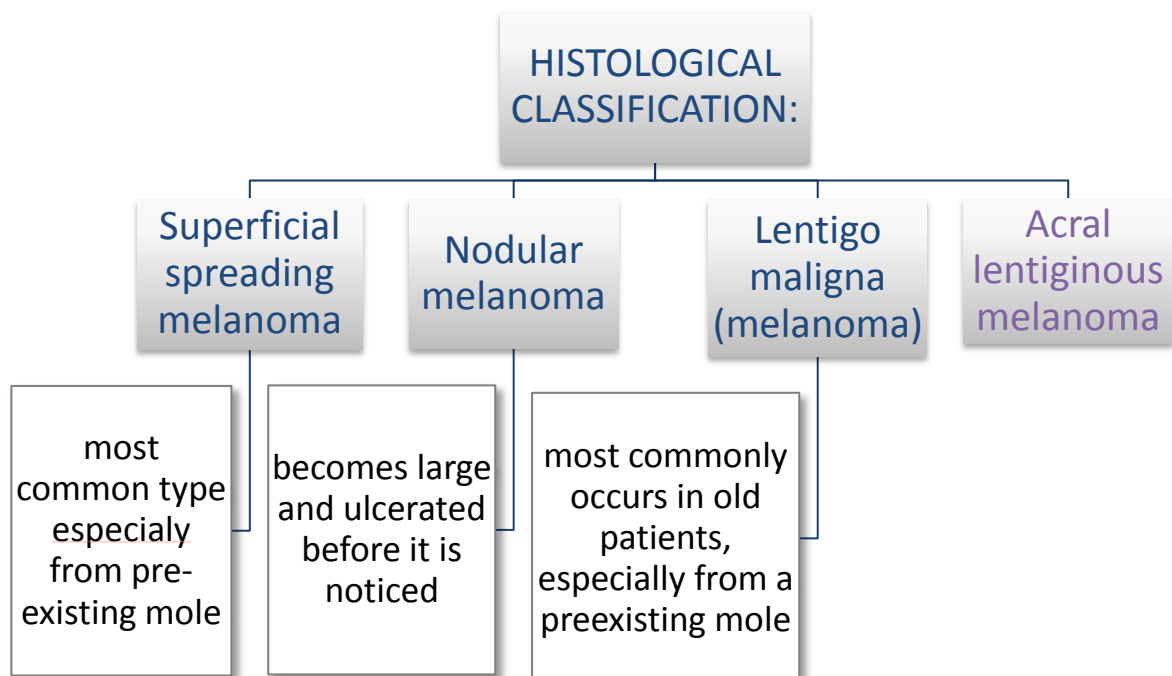 HISTOLOGICAL
CLASSIFICATION:
Superficial
spreading
melanoma
Nodular
melanoma
Lentigo
maligna
(melanoma)
Acral
lentiginous
melanoma
most
common type
especialy
from pre-
existing mole
becomes large
and ulcerated
before it is
noticed
most commonly
occurs in old
patients,
especially from a
preexisting mole